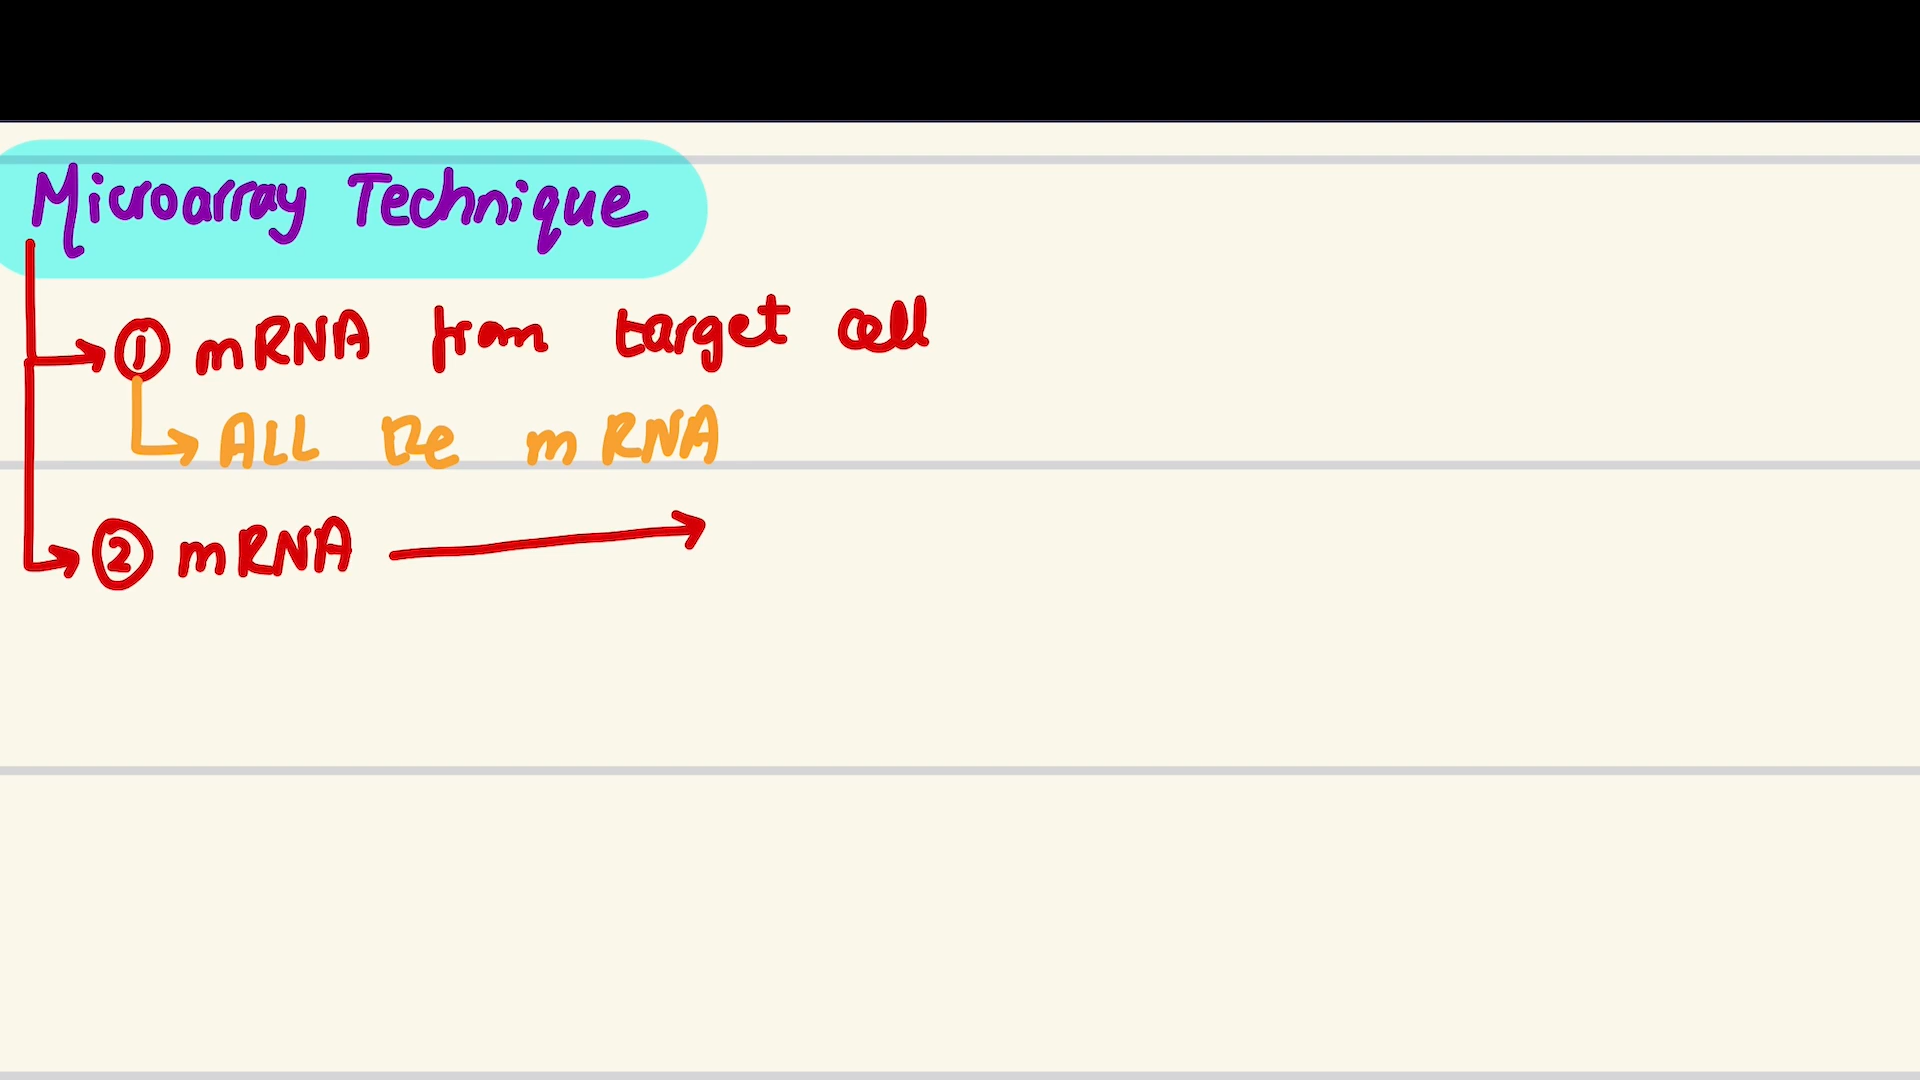 Microarray Technique
→ ① mRNA from target cell
↳ ALL the mRNA
→ ② mRNA →